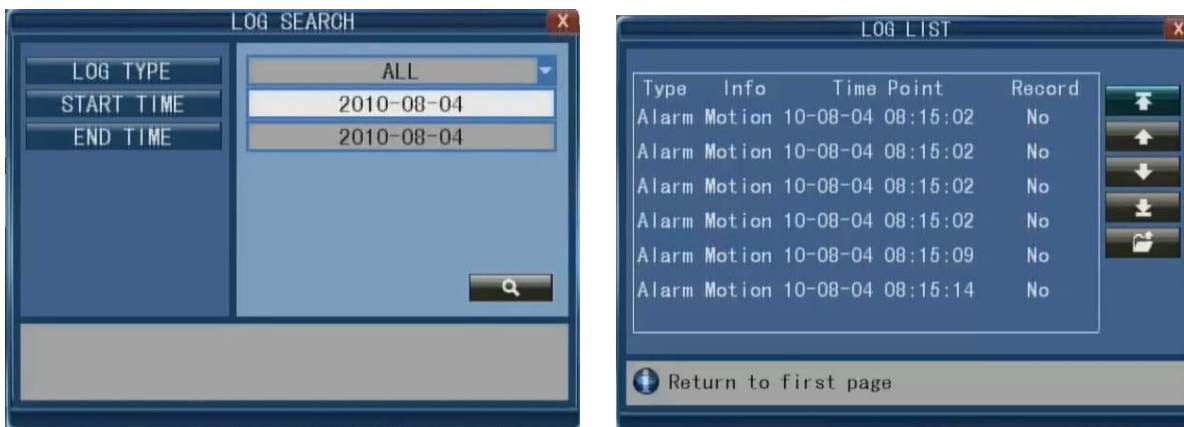 LOG SEARCH
LOG TYPE ALL
START TIME 2010-08-04
END TIME 2010-08-04
LOG LIST
Type Info Time Point Record
Alarm Motion 10-08-04 08:15:02 No
Alarm Motion 10-08-04 08:15:02 No
Alarm Motion 10-08-04 08:15:02 No
Alarm Motion 10-08-04 08:15:02 No
Alarm Motion 10-08-04 08:15:09 No
Alarm Motion 10-08-04 08:15:14 No
Return to first page